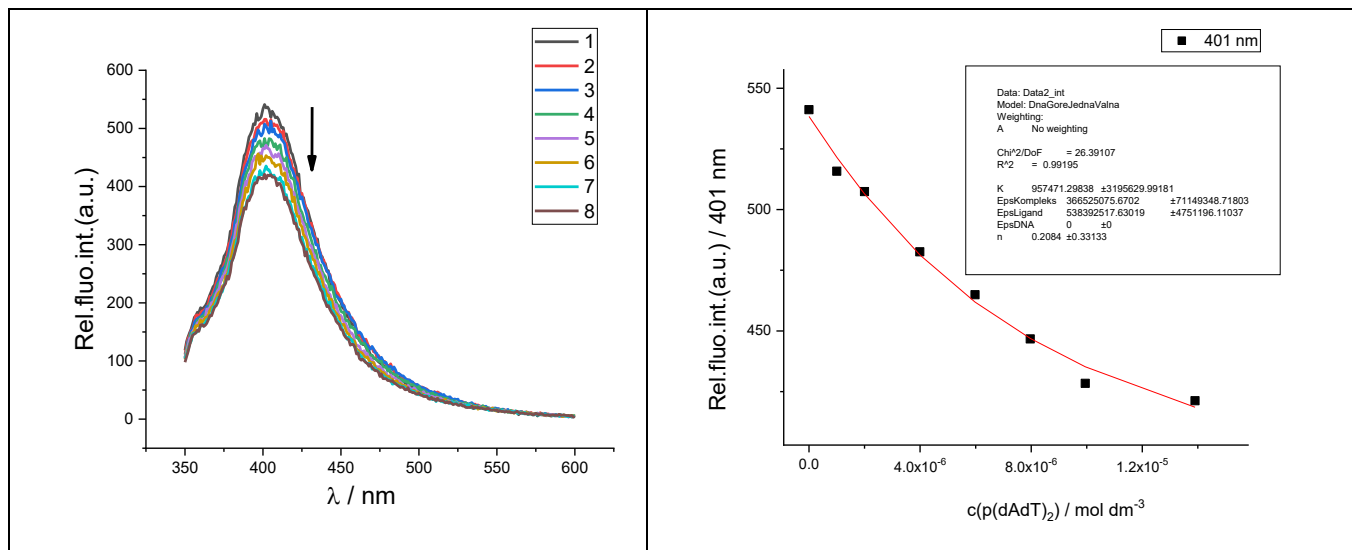 1
2
3
4
5
6
7
8
600
500
400
300
200
100
0
350 400 450 500 550 600
Rel.fluo.int.(a.u.)
λ / nm
401 nm
550
500
450
Rel.fluo.int.(a.u.) / 401 nm
Data: Data2_int
Model: DnaGoreJednaValna
Weighting:
A No weighting
Chi^2/DoF = 26.39107
R^2 = 0.99195
K 957471.29838 ±3195629.99181
EpsKompleks 366525075.6702 ±71149348.71803
EpsLigand 538392517.63019 ±4751196.11037
EpsDNA 0 ±0
n 0.2084 ±0.33133
0.0 4.0x10⁻⁶ 8.0x10⁻⁶ 1.2x10⁻⁵
c(p(dAdT)₂) / mol dm⁻³